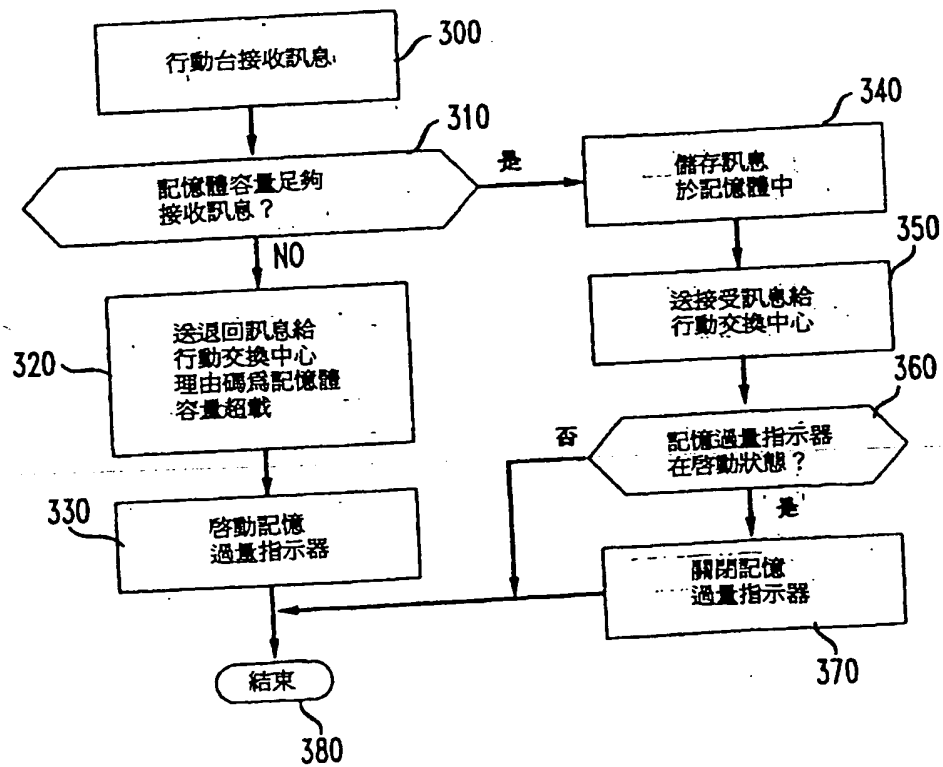 300
行動台接收訊息
310
記憶體容量足夠
接收訊息？
是
NO
340
儲存訊息
於記憶體中
350
送接受訊息給
行動交換中心
320
送退回訊息給
行動交換中心
理由碼為記憶體
容量超載
360
記憶過量指示器
在啓動狀態？
否
是
330
啓動記憶
過量指示器
關閉記憶
過量指示器
370
結束
380